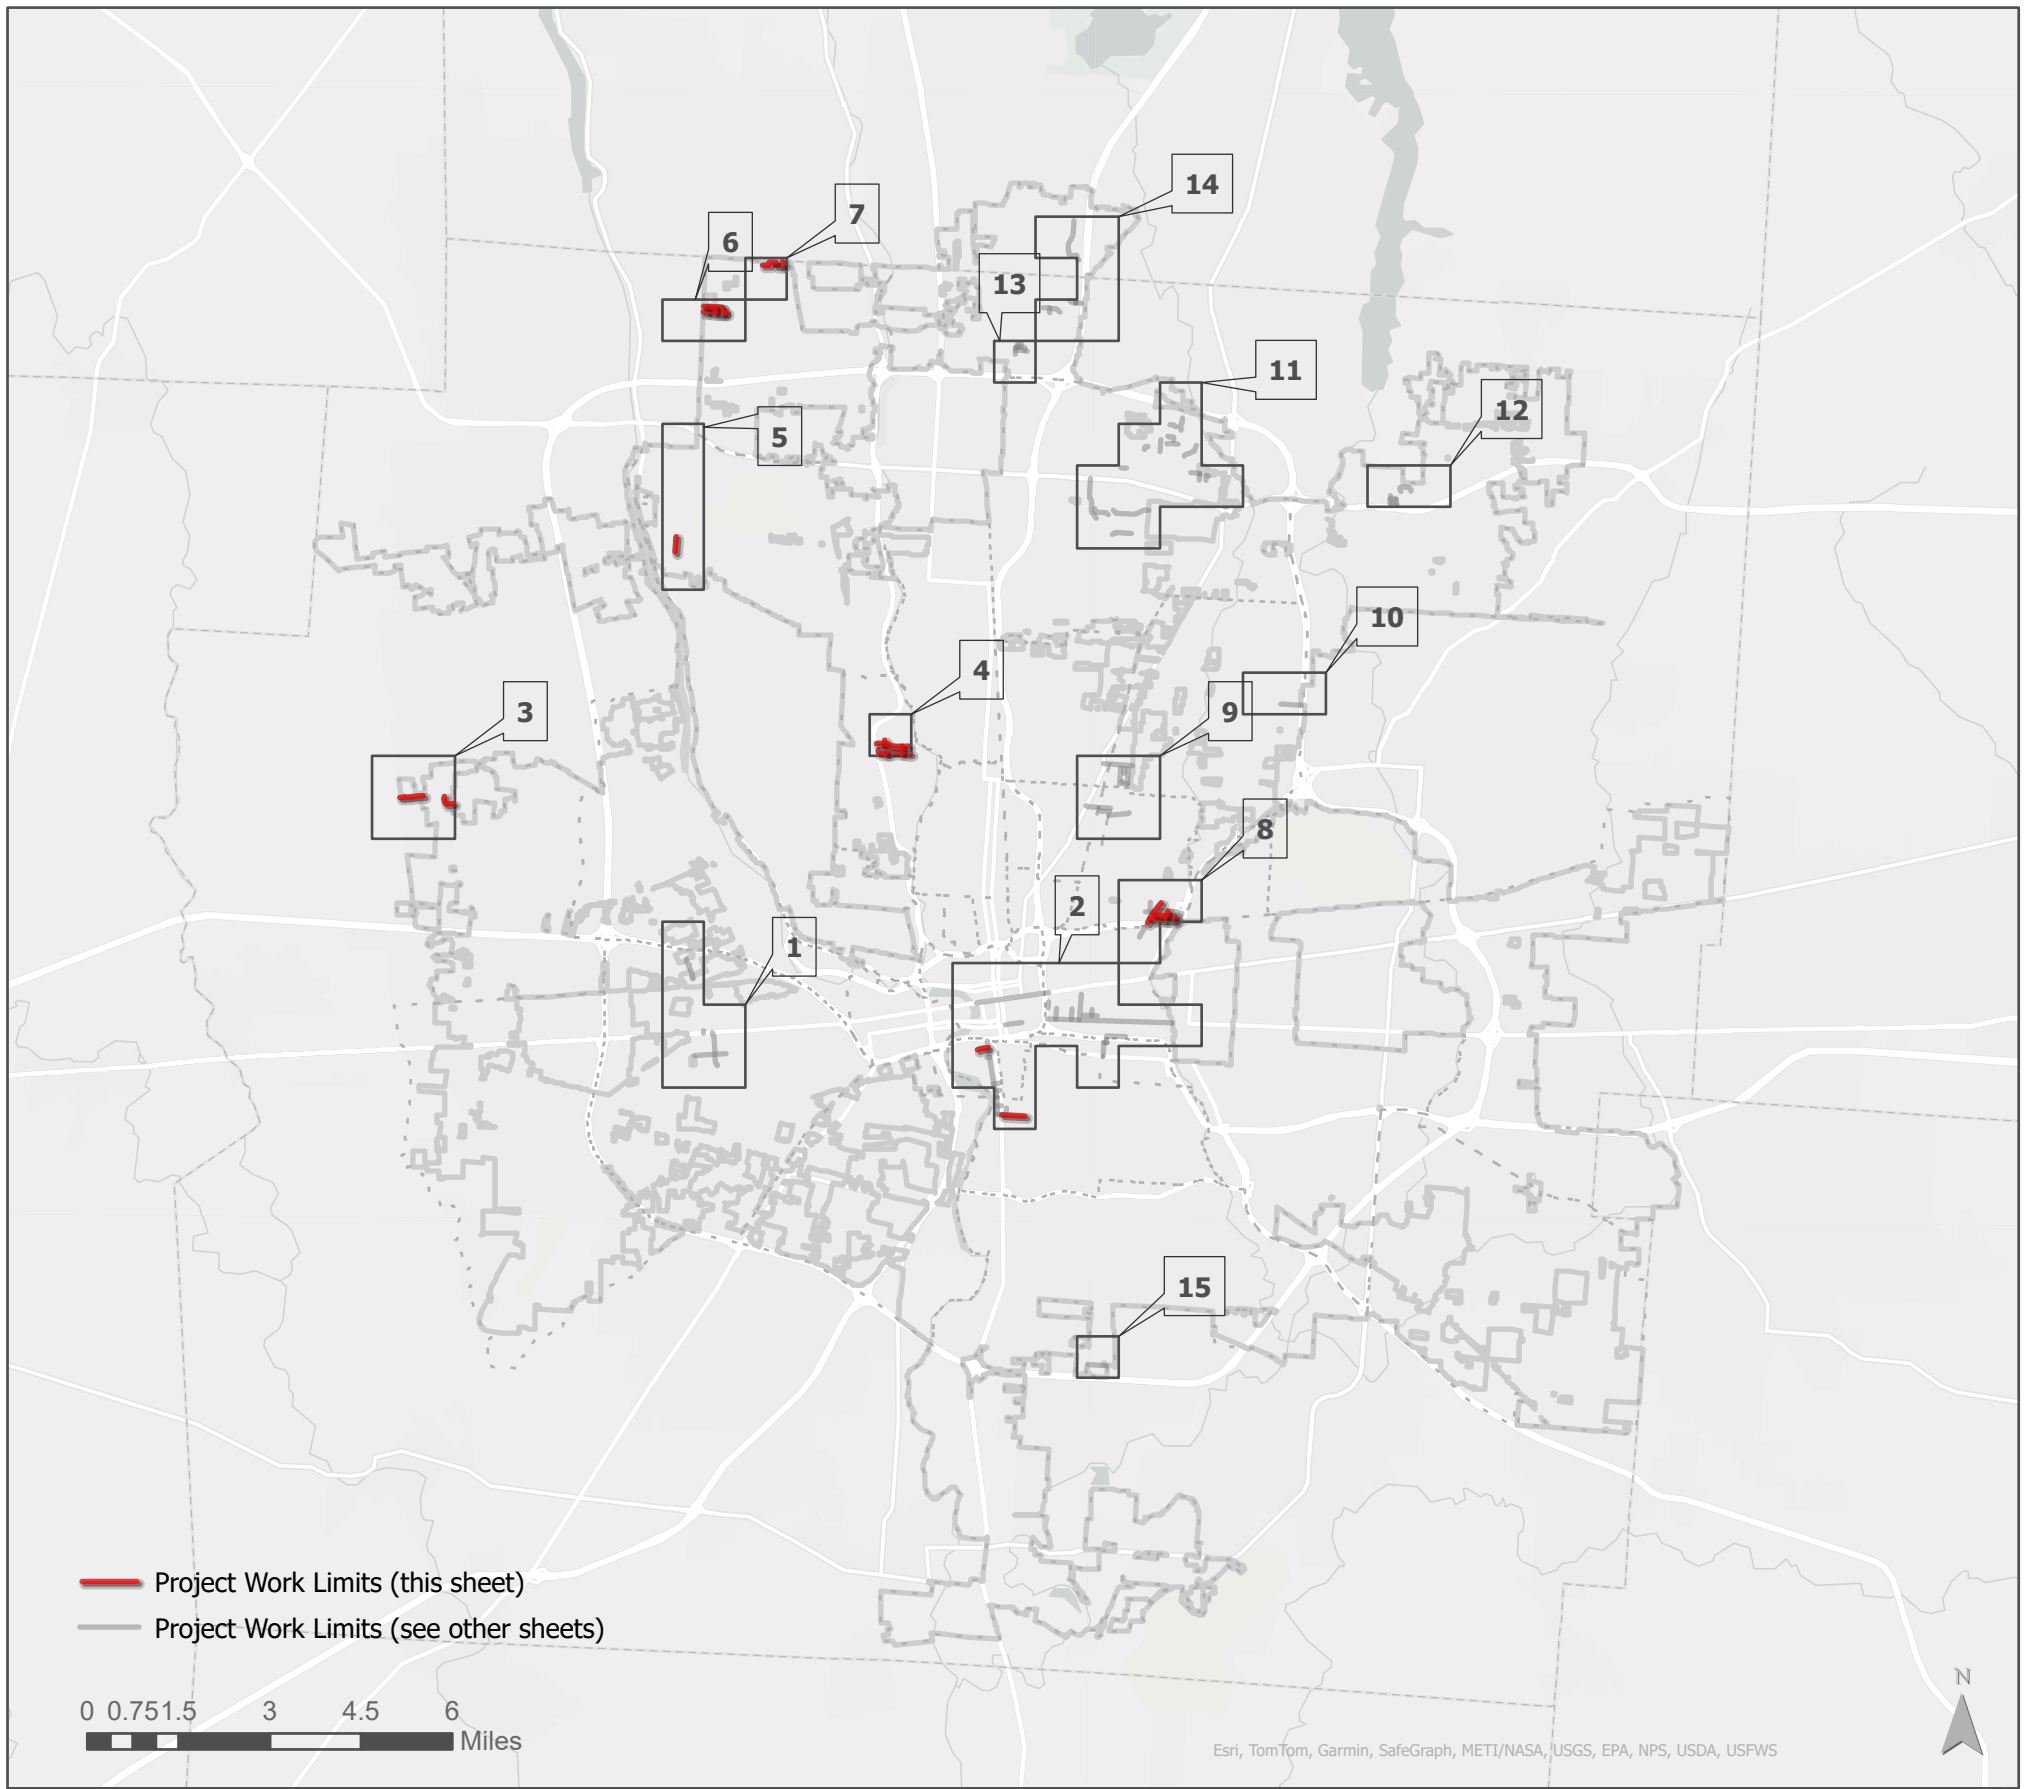 14
7
6
13
11
12
5
10
4
9
3
8
2
1
15
Project Work Limits (this sheet)
Project Work Limits (see other sheets)
0 0.75 1.5 3 4.5 6
Miles
N
Esri, TomTom, Garmin, SafeGraph, METI/NASA, USGS, EPA, NPS, USDA, USFWS